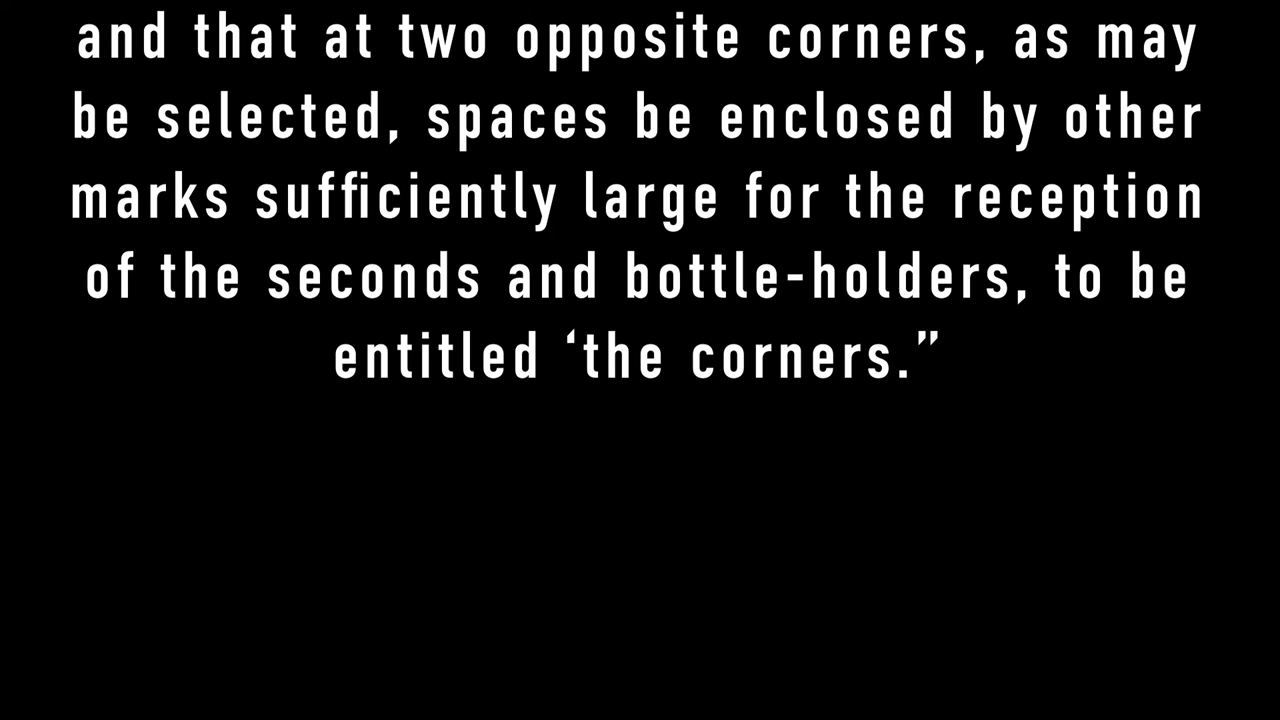 and that at two opposite corners, as may
be selected, spaces be enclosed by other
marks sufficiently large for the reception
of the seconds and bottle-holders, to be
entitled ‘the corners.”